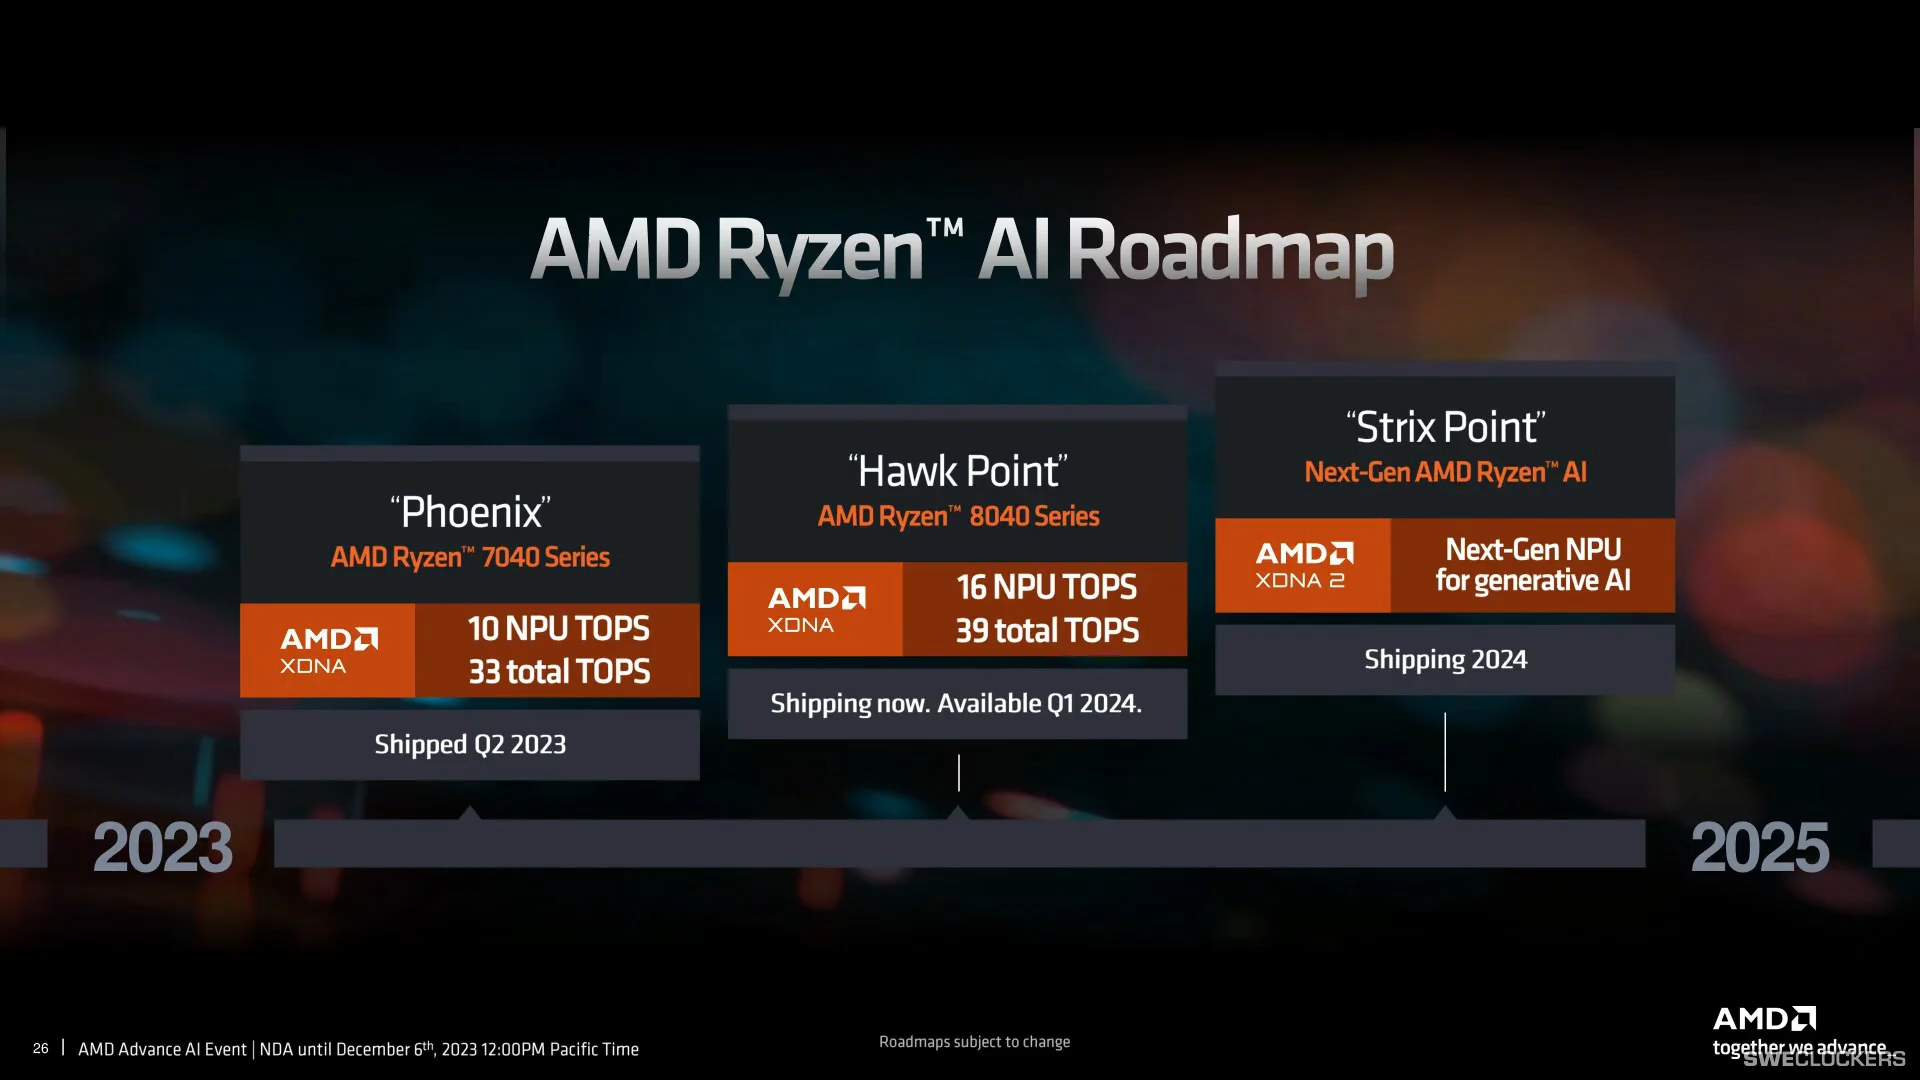 AMD Ryzen™ AI Roadmap
“Phoenix”
AMD Ryzen™ 7040 Series
AMD
XDNA
10 NPU TOPS
33 total TOPS
Shipped Q2 2023
“Hawk Point”
AMD Ryzen™ 8040 Series
AMD
XDNA
16 NPU TOPS
39 total TOPS
Shipping now. Available Q1 2024.
“Strix Point”
Next-Gen AMD Ryzen™ AI
AMD
XDNA 2
Next-Gen NPU
for generative AI
Shipping 2024
2023
2025
26 | AMD Advance AI Event | NDA until December 6th, 2023 12:00PM Pacific Time
Roadmaps subject to change
AMD
together we advance_
SWECLOCKERS